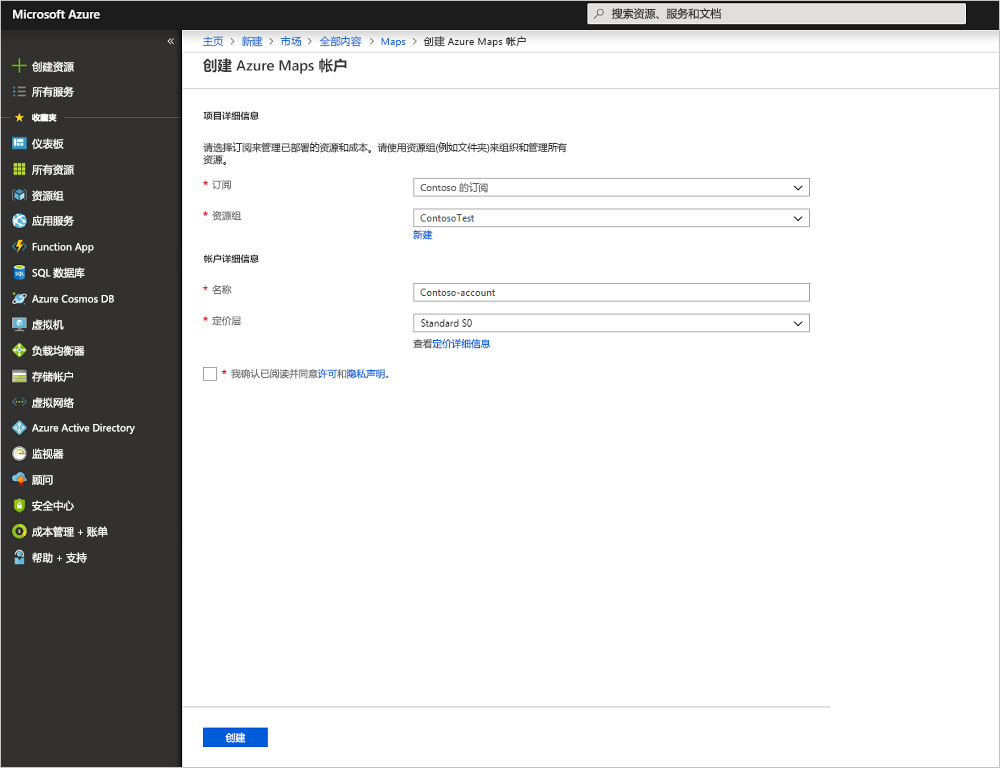 Microsoft Azure
搜索资源、服务和文档
«
主页 > 新建 > 市场 > 全部内容 > Maps > 创建 Azure Maps 帐户
创建 Azure Maps 帐户
创建资源
所有服务
收藏夹
仪表板
所有资源
资源组
应用服务
Function App
SQL 数据库
Azure Cosmos DB
虚拟机
负载均衡器
存储帐户
虚拟网络
Azure Active Directory
监视器
顾问
安全中心
成本管理 + 账单
帮助 + 支持
项目详细信息
请选择订阅来管理已部署的资源和成本。请使用资源组(例如文件夹)来组织和管理所有
资源。
* 订阅
Contoso 的订阅
* 资源组
ContosoTest
新建
帐户详细信息
* 名称
Contoso-account
* 定价层
Standard S0
查看定价详细信息
* 我确认已阅读并同意许可和隐私声明。
创建